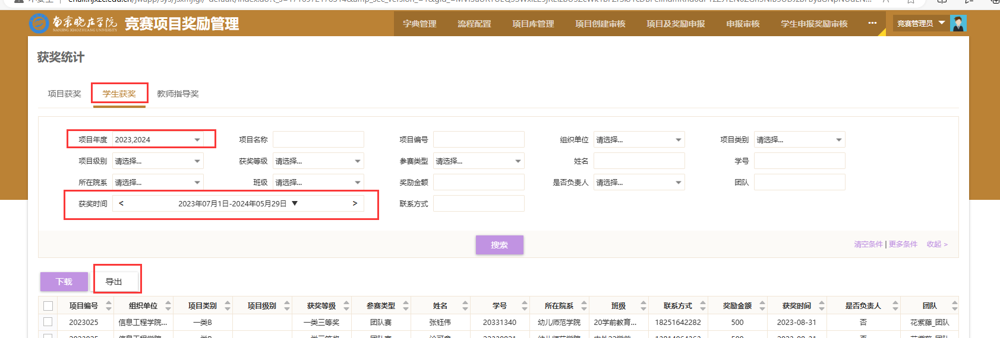 南京晓庄学院
NANJING XIAOZHUANG UNIVERSITY
竞赛项目奖励管理
字典管理 流程配置 项目库管理 项目创建审核 项目及奖励申报 申报审核 学生申报奖励审核 ··· 竞赛管理员
获奖统计
项目获奖 学生获奖 教师指导奖
项目年度 2023,2024 项目名称 项目编号 组织单位 请选择... 项目类别 请选择...
项目级别 请选择... 获奖等级 请选择... 参赛类型 请选择... 姓名 学号
所在院系 请选择... 班级 请选择... 奖励金额 是否负责人 请选择... 团队
获奖时间 < 2023年07月1日-2024年05月29日 ▼ > 联系方式
搜索 清空条件 | 更多条件 收起 >
下载 导出
项目编号 组织单位 项目类别 项目级别 获奖等级 参赛类型 姓名 学号 所在院系 班级 联系方式 奖励金额 获奖时间 是否负责人 团队
2023025 信息工程学院... 一类B 一类三等奖 团队赛 张钰伟 20331340 幼儿师范学院 20学前教育... 18251642282 500 2023-08-31 否 花紫藤_团队